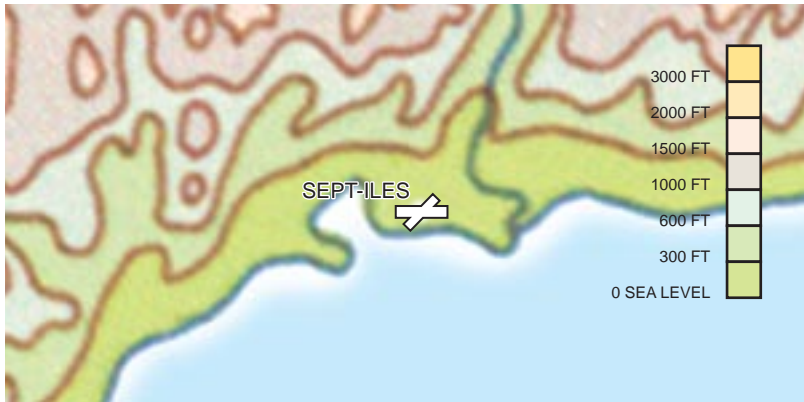 3000 FT
2000 FT
1500 FT
1000 FT
SEPT-ILES
600 FT
300 FT
0 SEA LEVEL